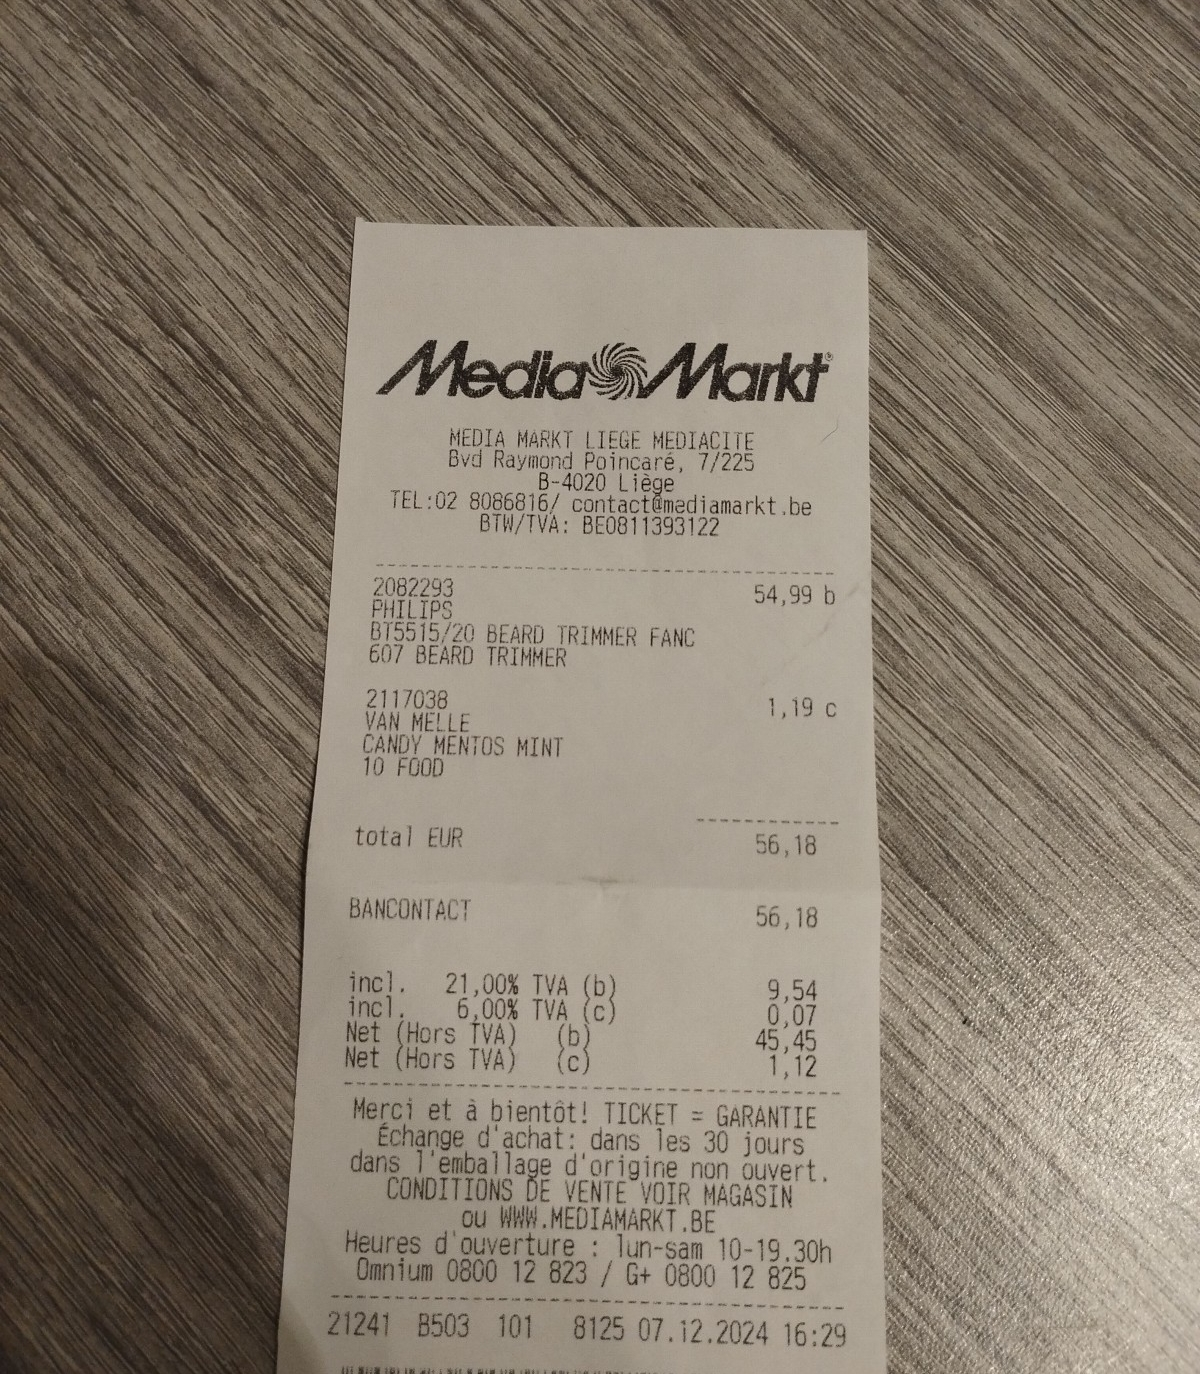 Media Markt®
MEDIA MARKT LIEGE MEDIACITE
Bvd Raymond Poincaré, 7/225
B-4020 Liège
TEL:02 8086816/ contact@mediamarkt.be
BTW/TVA: BE0811393122
2082293 54,99 b
PHILIPS
BT5515/20 BEARD TRIMMER FANC
607 BEARD TRIMMER
2117038 1,19 c
VAN MELLE
CANDY MENTOS MINT
10 FOOD
total EUR 56,18
BANCONTACT 56,18
incl. 21,00% TVA (b) 9,54
incl. 6,00% TVA (c) 0,07
Net (Hors TVA) (b) 45,45
Net (Hors TVA) (c) 1,12
Merci et à bientôt! TICKET = GARANTIE
Échange d'achat: dans les 30 jours
dans l'emballage d'origine non ouvert.
CONDITIONS DE VENTE VOIR MAGASIN
ou WWW.MEDIAMARKT.BE
Heures d'ouverture : lun-sam 10-19.30h
Omnium 0800 12 823 / G+ 0800 12 825
21241 B503 101 8125 07.12.2024 16:29